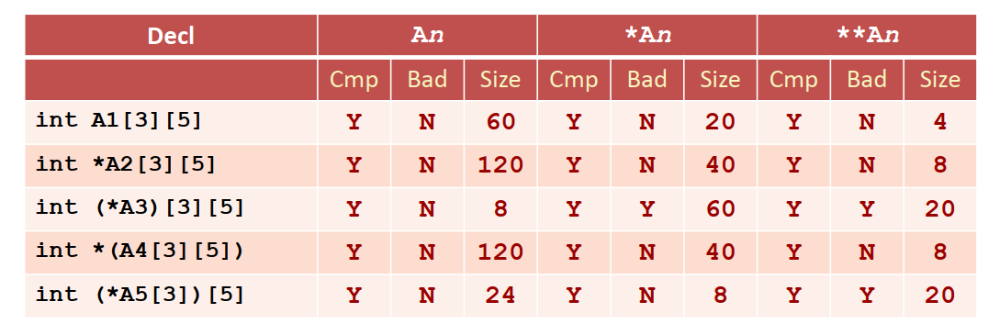 Decl An *An **An
Cmp Bad Size Cmp Bad Size Cmp Bad Size
int A1[3][5] Y N 60 Y N 20 Y N 4
int *A2[3][5] Y N 120 Y N 40 Y N 8
int (*A3)[3][5] Y N 8 Y Y 60 Y Y 20
int *(A4[3][5]) Y N 120 Y N 40 Y N 8
int (*A5[3])[5] Y N 24 Y N 8 Y Y 20